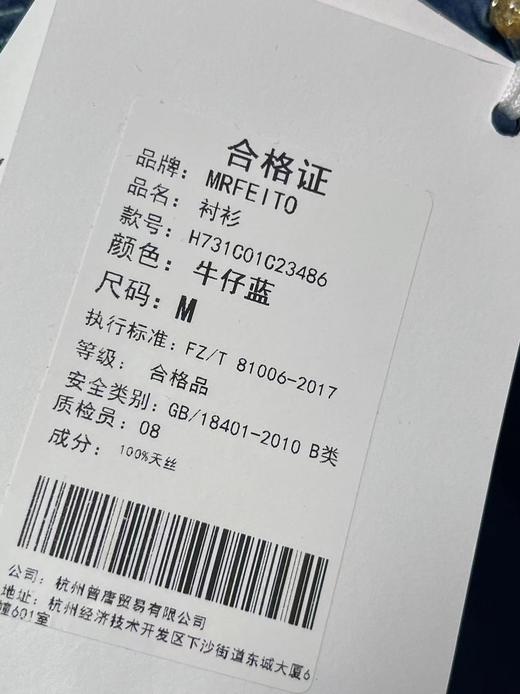 合格证
品牌: MRFEITO
品名: 衬衫
款号: H731C01C23486
颜色: 牛仔蓝
尺码: M
执行标准: FZ/T 81006-2017
等级: 合格品
安全类别: GB/18401-2010 B类
质检员: 08
成分: 100%天丝
公司: 杭州曾唐贸易有限公司
地址: 杭州经济技术开发区下沙街道东城大厦6
幢601室